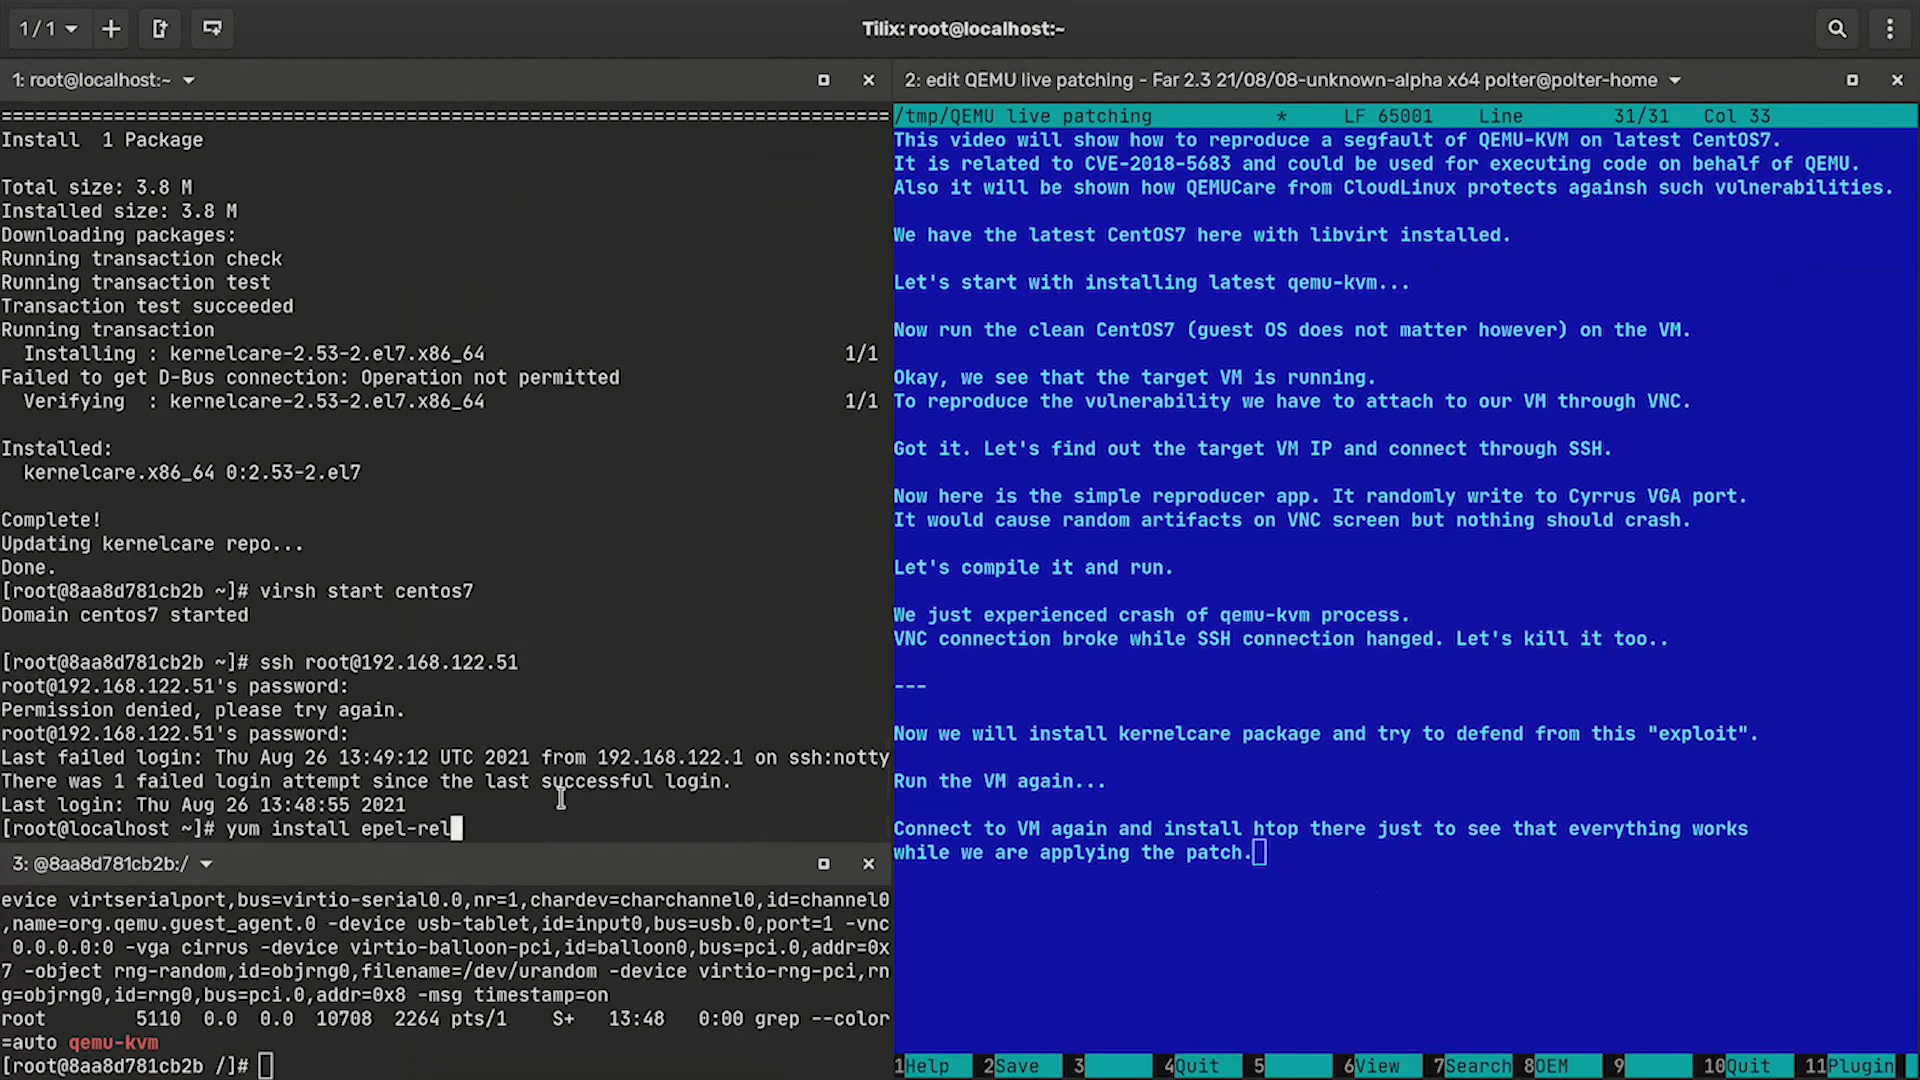 1/1
Tilix: root@localhost:~
1: root@localhost:~
================================================================================
Install  1 Package
Total size: 3.8 M
Installed size: 3.8 M
Downloading packages:
Running transaction check
Running transaction test
Transaction test succeeded
Running transaction
Installing : kernelcare-2.53-2.el7.x86_64 1/1
Failed to get D-Bus connection: Operation not permitted
Verifying  : kernelcare-2.53-2.el7.x86_64 1/1
Installed:
kernelcare.x86_64 0:2.53-2.el7
Complete!
Updating kernelcare repo...
Done.
[root@8aa8d781cb2b ~]# virsh start centos7
Domain centos7 started
[root@8aa8d781cb2b ~]# ssh root@192.168.122.51
root@192.168.122.51's password:
Permission denied, please try again.
root@192.168.122.51's password:
Last failed login: Thu Aug 26 13:49:12 UTC 2021 from 192.168.122.1 on ssh:notty
There was 1 failed login attempt since the last successful login.
Last login: Thu Aug 26 13:48:55 2021
[root@localhost ~]# yum install epel-rel
3: @8aa8d781cb2b:/
evice virtserialport,bus=virtio-serial0.0,nr=1,chardev=charchannel0,id=channel0
,name=org.qemu.guest_agent.0 -device usb-tablet,id=input0,bus=usb.0,port=1 -vnc
0.0.0.0:0 -vga cirrus -device virtio-balloon-pci,id=balloon0,bus=pci.0,addr=0x
7 -object rng-random,id=objrng0,filename=/dev/urandom -device virtio-rng-pci,rn
g=objrng0,id=rng0,bus=pci.0,addr=0x8 -msg timestamp=on
root 5110 0.0 0.0 10708 2264 pts/1 S+ 13:48 0:00 grep --color
=auto qemu-kvm
[root@8aa8d781cb2b /]#
2: edit QEMU live patching - Far 2.3 21/08/08-unknown-alpha x64 polter@polter-home
/tmp/QEMU live patching * LF 65001 Line 31/31 Col 33
This video will show how to reproduce a segfault of QEMU-KVM on latest CentOS7.
It is related to CVE-2018-5683 and could be used for executing code on behalf of QEMU.
Also it will be shown how QEMUCare from CloudLinux protects againsh such vulnerabilities.
We have the latest CentOS7 here with libvirt installed.
Let's start with installing latest qemu-kvm...
Now run the clean CentOS7 (guest OS does not matter however) on the VM.
Okay, we see that the target VM is running.
To reproduce the vulnerability we have to attach to our VM through VNC.
Got it. Let's find out the target VM IP and connect through SSH.
Now here is the simple reproducer app. It randomly write to Cyrrus VGA port.
It would cause random artifacts on VNC screen but nothing should crash.
Let's compile it and run.
We just experienced crash of qemu-kvm process.
VNC connection broke while SSH connection hanged. Let's kill it too..
---
Now we will install kernelcare package and try to defend from this "exploit".
Run the VM again...
Connect to VM again and install htop there just to see that everything works
while we are applying the patch.
1Help 2Save 3 4Quit 5 6View 7Search 8OEM 9 10Quit 11Plugin